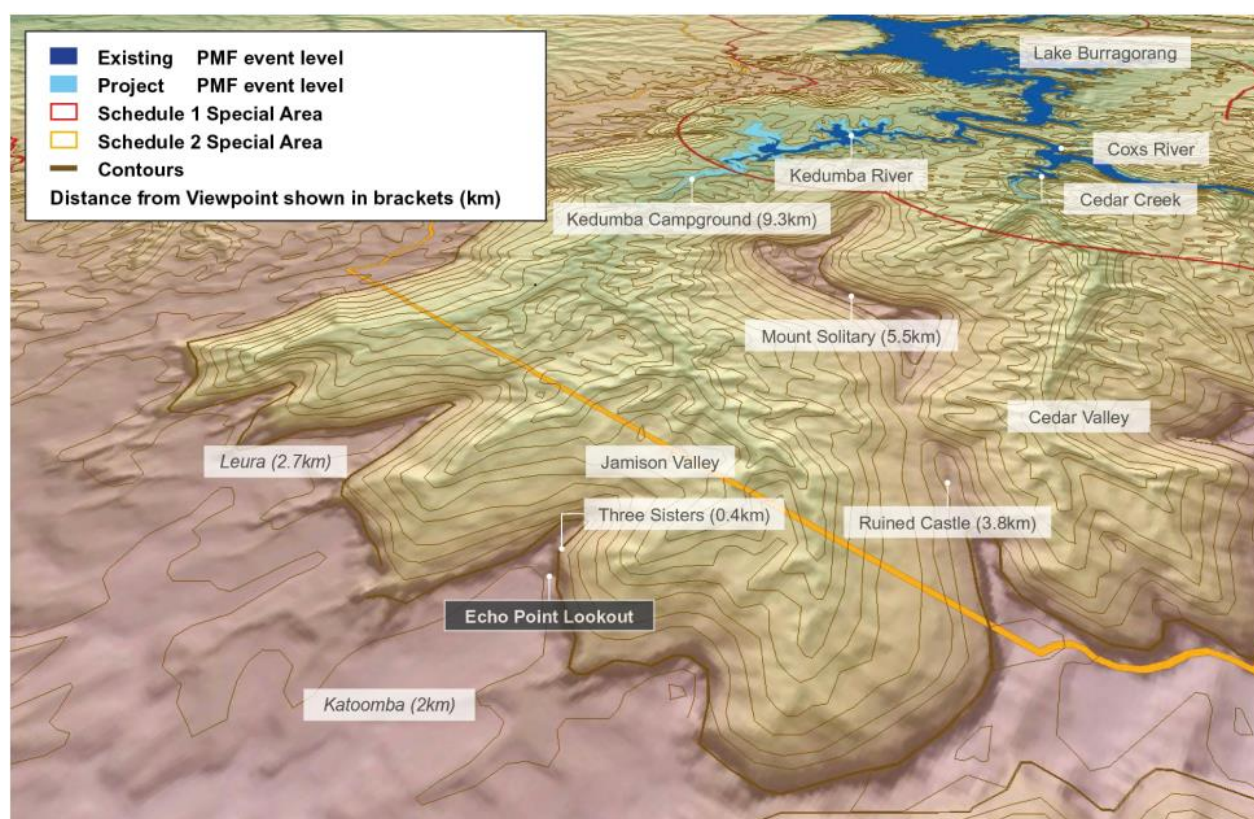 Existing PMF event level
Project PMF event level
Schedule 1 Special Area
Schedule 2 Special Area
Contours
Distance from Viewpoint shown in brackets (km)
Lake Burragorang
Coxs River
Kedumba River
Cedar Creek
Kedumba Campground (9.3km)
Mount Solitary (5.5km)
Cedar Valley
Leura (2.7km)
Jamison Valley
Three Sisters (0.4km)
Ruined Castle (3.8km)
Echo Point Lookout
Katoomba (2km)